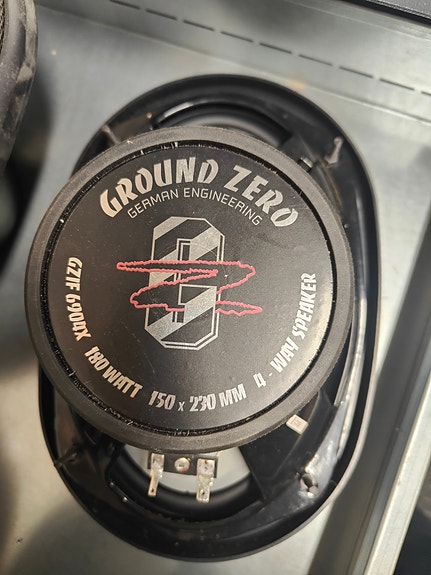 GROUND ZERO
GERMAN ENGINEERING
GZIF 6904X 180 WATT 150 x 230 MM 4 - WAY SPEAKER